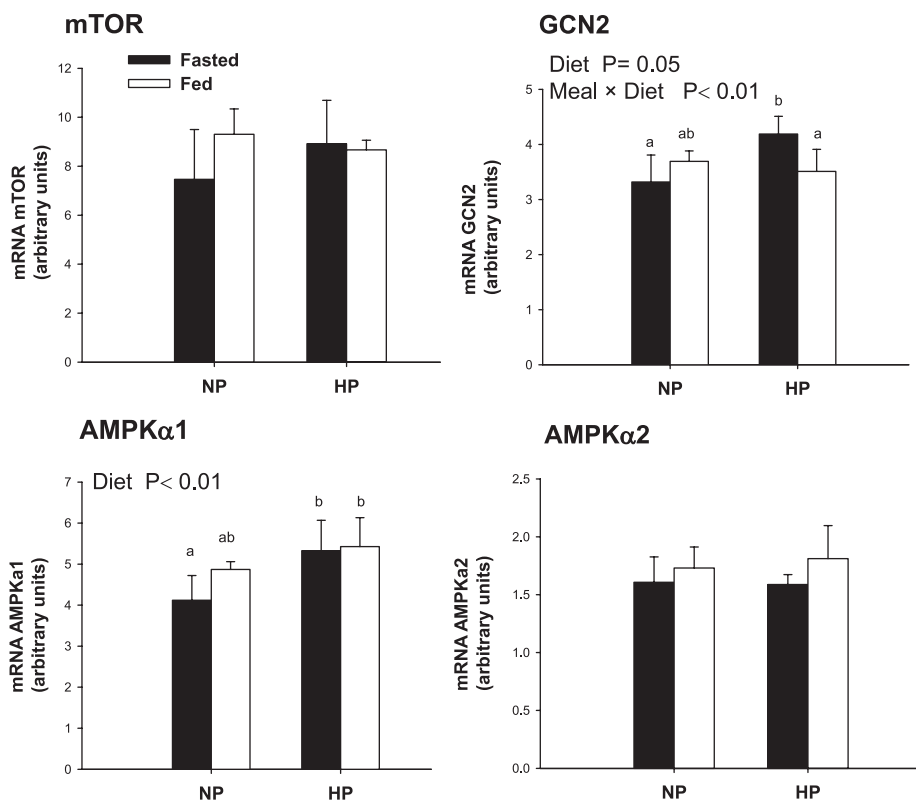 mTOR
Fasted
Fed
12
10
8
6
4
2
0
mRNA mTOR
(arbitrary units)
NP
HP
GCN2
Diet P= 0.05
Meal × Diet P< 0.01
5
4
3
2
1
0
a
ab
b
a
mRNA GCN2
(arbitrary units)
NP
HP
AMPKα1
Diet P< 0.01
7
6
5
4
3
2
1
0
a
ab
b
b
mRNA AMPKa1
(arbitrary units)
NP
HP
AMPKα2
2.5
2.0
1.5
1.0
0.5
0.0
mRNA AMPKa2
(arbitrary units)
NP
HP